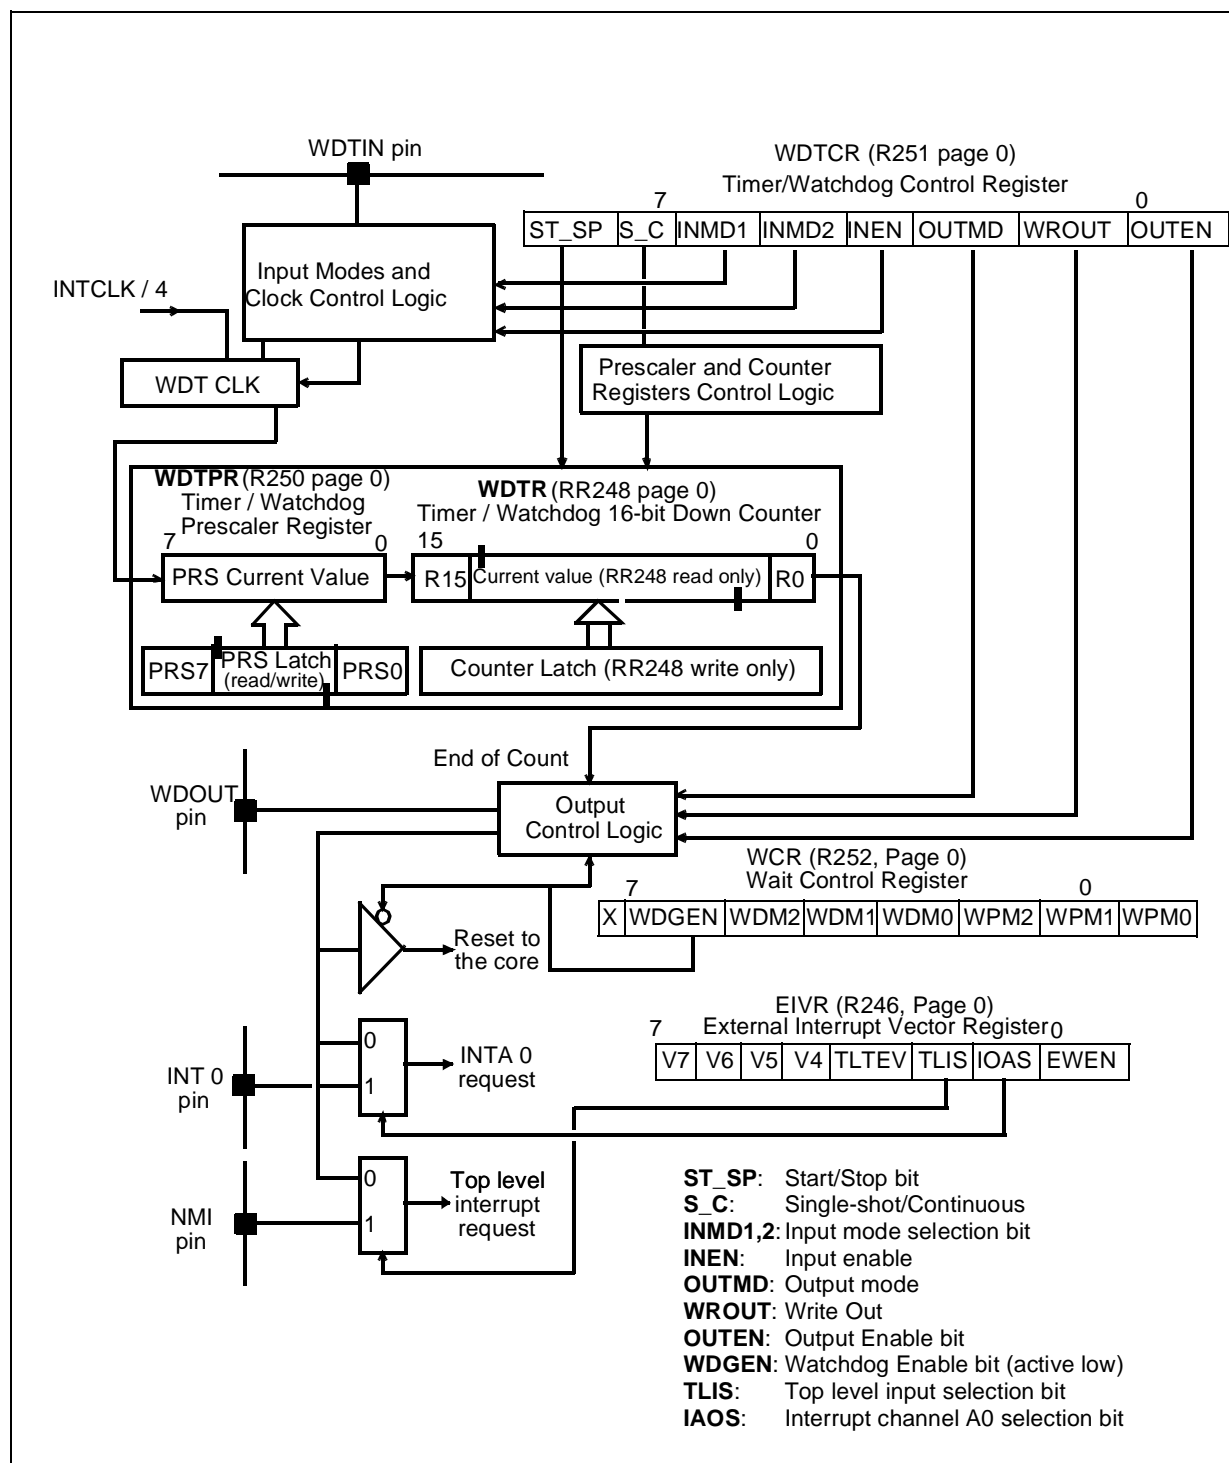 WDTIN pin
WDTCR (R251 page 0)
Timer/Watchdog Control Register
7 0
ST_SP S_C INMD1 INMD2 INEN OUTMD WROUT OUTEN
Input Modes and
Clock Control Logic
INTCLK / 4
WDT CLK
Prescaler and Counter
Registers Control Logic
WDTPR (R250 page 0)
Timer / Watchdog
Prescaler Register
7 0
WDTR (RR248 page 0)
Timer / Watchdog 16-bit Down Counter
15 0
PRS Current Value
R15 Current value (RR248 read only) R0
PRS7 PRS Latch (read/write) PRS0
Counter Latch (RR248 write only)
End of Count
WDOUT
pin
Output
Control Logic
WCR (R252, Page 0)
Wait Control Register
7 0
X WDGEN WDM2 WDM1 WDM0 WPM2 WPM1 WPM0
Reset to
the core
EIVR (R246, Page 0)
External Interrupt Vector Register
7 0
V7 V6 V5 V4 TLTEV TLIS IOAS EWEN
0
1
INTA 0
request
INT 0
pin
0
1
Top level
interrupt
request
NMI
pin
ST_SP: Start/Stop bit
S_C: Single-shot/Continuous
INMD1,2: Input mode selection bit
INEN: Input enable
OUTMD: Output mode
WROUT: Write Out
OUTEN: Output Enable bit
WDGEN: Watchdog Enable bit (active low)
TLIS: Top level input selection bit
IAOS: Interrupt channel A0 selection bit